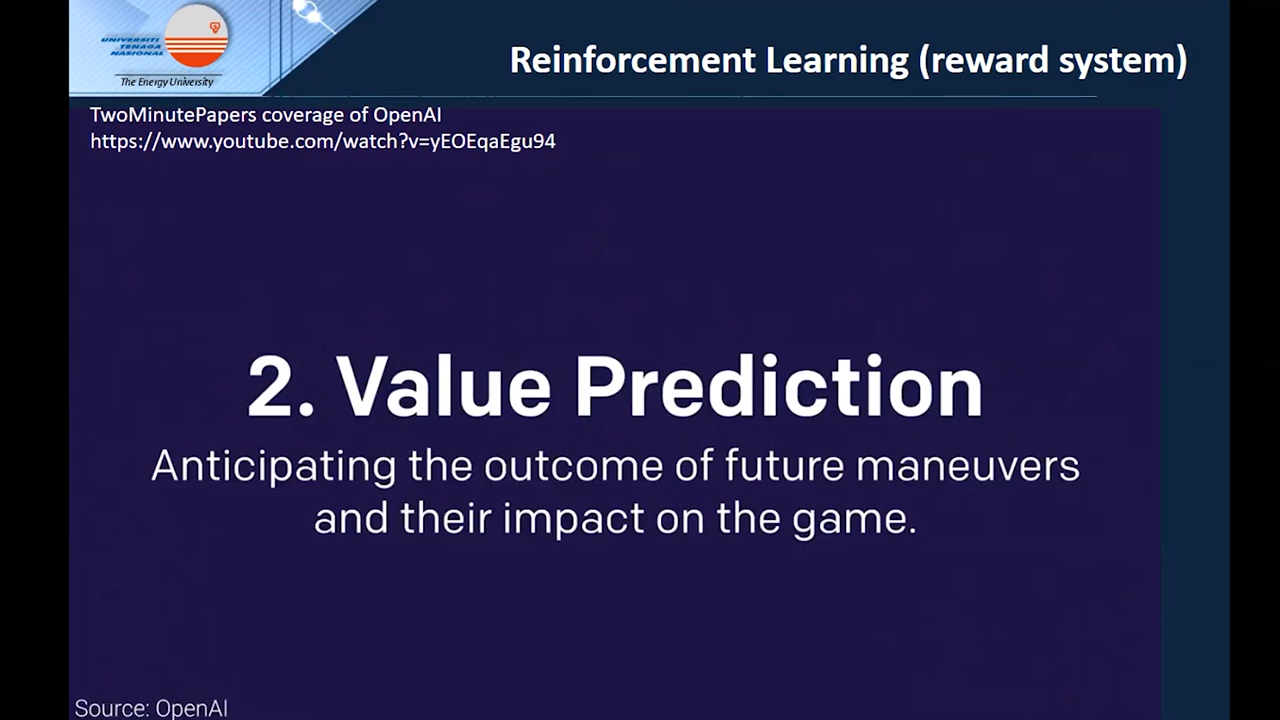 UNIVERSITI
TENAGA
NASIONAL
The Energy University
Reinforcement Learning (reward system)
TwoMinutePapers coverage of OpenAI
https://www.youtube.com/watch?v=yEOEqaEgu94
2. Value Prediction
Anticipating the outcome of future maneuvers
and their impact on the game.
Source: OpenAI